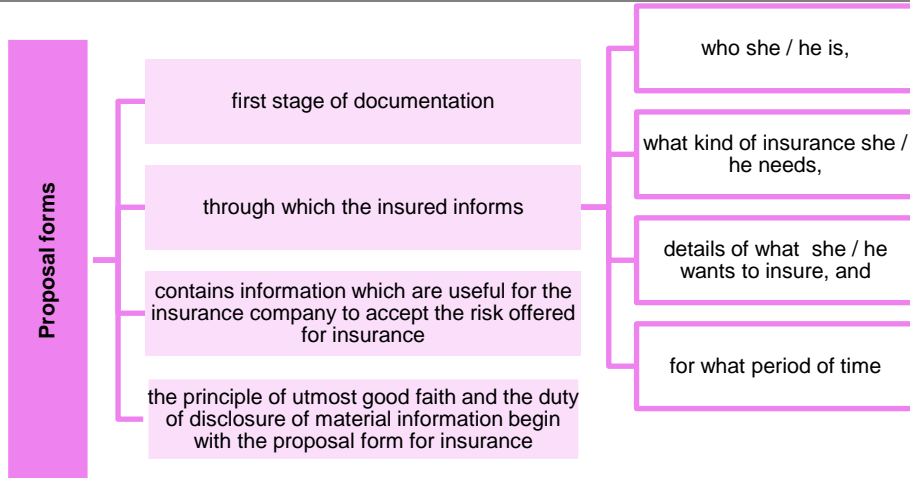 Proposal forms
first stage of documentation
through which the insured informs
who she / he is,
what kind of insurance she /
he needs,
details of what she / he
wants to insure, and
for what period of time
contains information which are useful for the
insurance company to accept the risk offered
for insurance
the principle of utmost good faith and the duty
of disclosure of material information begin
with the proposal form for insurance